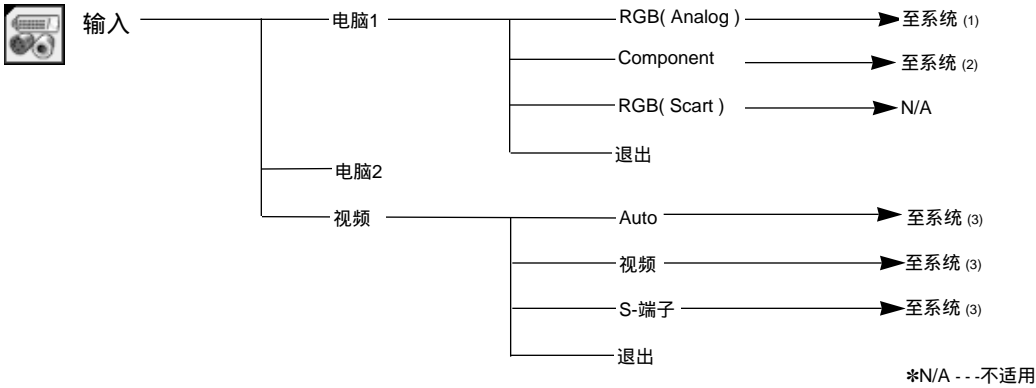 输入
电脑1
RGB( Analog )
至系统 (1)
Component
至系统 (2)
RGB( Scart )
N/A
退出
电脑2
视频
Auto
至系统 (3)
视频
至系统 (3)
S-端子
至系统 (3)
退出
✽N/A - - -不适用